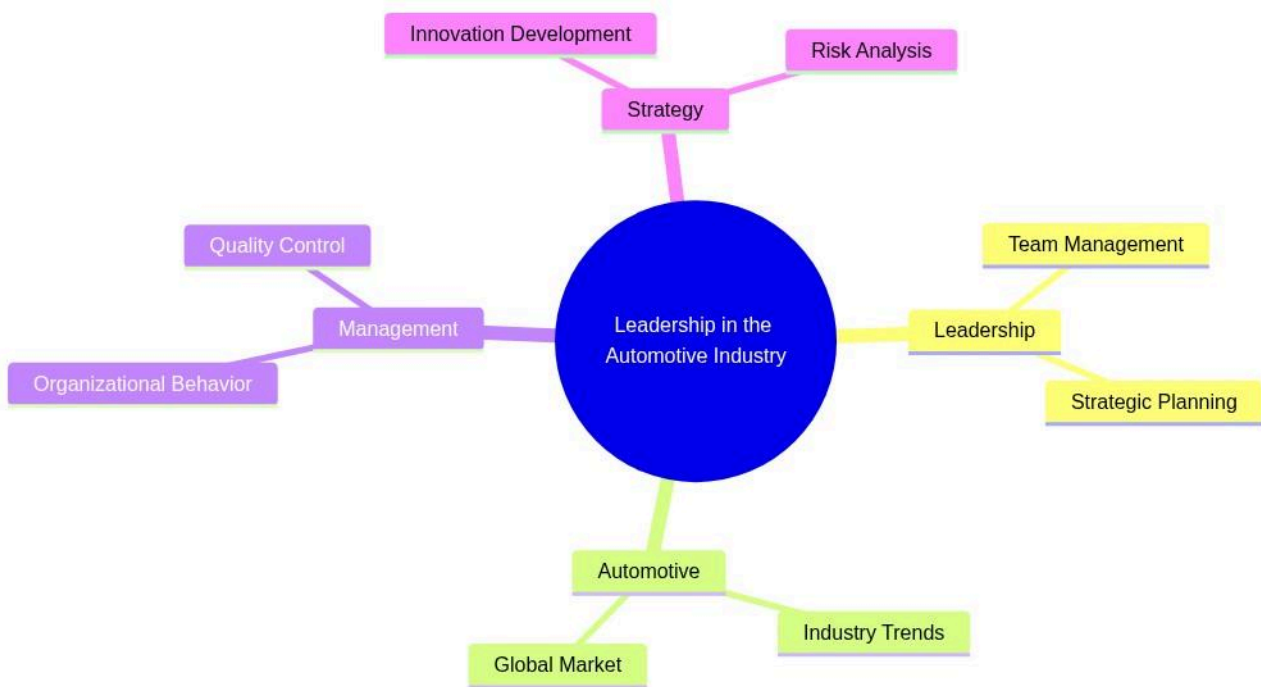 Innovation Development
Risk Analysis
Strategy
Quality Control
Team Management
Management
Leadership in the
Automotive Industry
Leadership
Organizational Behavior
Strategic Planning
Automotive
Industry Trends
Global Market